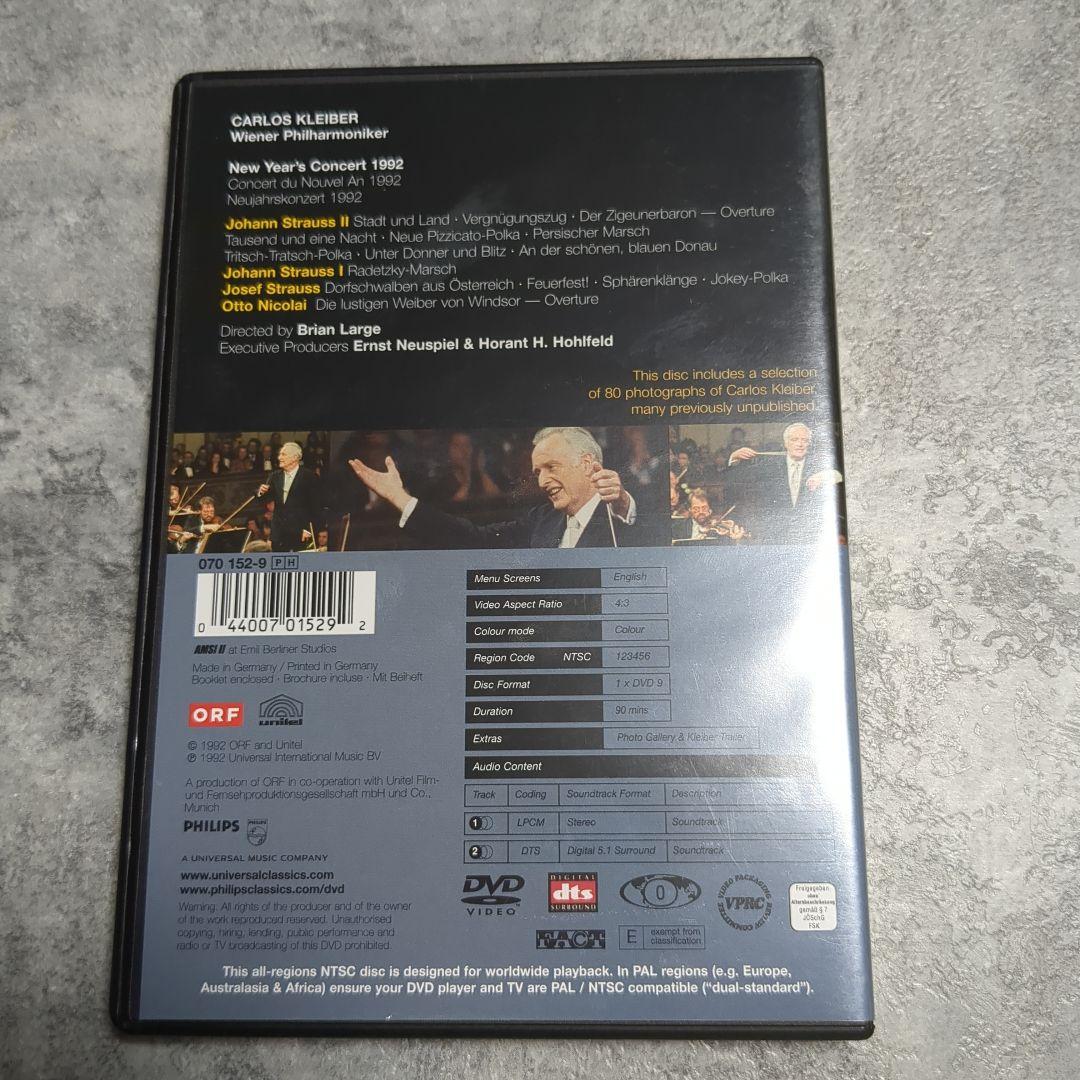 CARLOS KLEIBER
Wiener Philharmoniker
New Year's Concert 1992
Concert du Nouvel An 1992
Neujahrskonzert 1992
Johann Strauss II Stadt und Land · Vergnügungszug · Der Zigeunerbaron — Overture
Tausend und eine Nacht · Neue Pizzicato-Polka · Persischer Marsch
Tritsch-Tratsch-Polka · Unter Donner und Blitz · An der schönen, blauen Donau
Johann Strauss I Radetzky-Marsch
Josef Strauss Dorfschwalben aus Österreich · Feuerfest! · Sphärenklänge · Jokey-Polka
Otto Nicolai Die lustigen Weiber von Windsor — Overture
Directed by Brian Large
Executive Producers Ernst Neuspiel & Horant H. Hohlfeld
This disc includes a selection
of 80 photographs of Carlos Kleiber,
many previously unpublished.
070 152-9 PH
0 44007 01529 2
AMSI II at Emil Berliner Studios
Made in Germany / Printed in Germany
Booklet enclosed · Brochure incluse · Mit Beiheft
ORF unitel
© 1992 ORF and Unitel
℗ 1992 Universal International Music BV
A production of ORF in co-operation with Unitel Film-
und Fernsehproduktionsgesellschaft mbH und Co.,
Munich
PHILIPS PHILIPS
A UNIVERSAL MUSIC COMPANY
www.universalclassics.com
www.philipsclassics.com/dvd
Warning: All rights of the producer and of the owner
of the work reproduced reserved. Unauthorised
copying, hiring, lending, public performance and
radio or TV broadcasting of this DVD prohibited.
Menu Screens English
Video Aspect Ratio 4:3
Colour mode Colour
Region Code NTSC 123456
Disc Format 1 x DVD 9
Duration 90 mins
Extras Photo Gallery & Kleiber Trailer
Audio Content
Track Coding Soundtrack Format Description
1 LPCM Stereo Soundtrack
2 DTS Digital 5.1 Surround Soundtrack
DVD VIDEO
DIGITAL dts SURROUND
0
VIDEO PACKAGING REVIEW COMMITTEE VPRC
Freigegeben
ohne
Altersbeschränkung
gemäß § 7
JÖSchG
FSK
FACT
E exempt from classification
This all-regions NTSC disc is designed for worldwide playback. In PAL regions (e.g. Europe,
Australasia & Africa) ensure your DVD player and TV are PAL / NTSC compatible ("dual-standard").